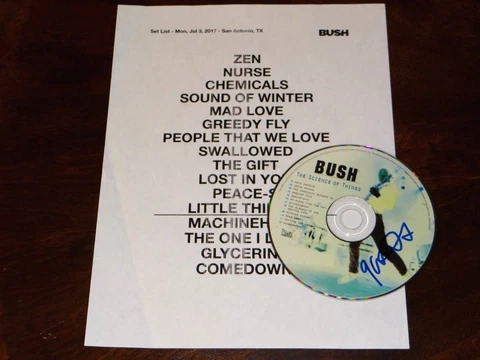 Set List - Mon, Jul 3, 2017 - San Antonio, TX
BUSH
ZEN
NURSE
CHEMICALS
SOUND OF WINTER
MAD LOVE
GREEDY FLY
PEOPLE THAT WE LOVE
SWALLOWED
THE GIFT
LOST IN YO
PEACE-S
LITTLE THI
MACHINEH
THE ONE I
GLYCERIN
COMEDOWN
BUSH
THE SCIENCE OF THINGS